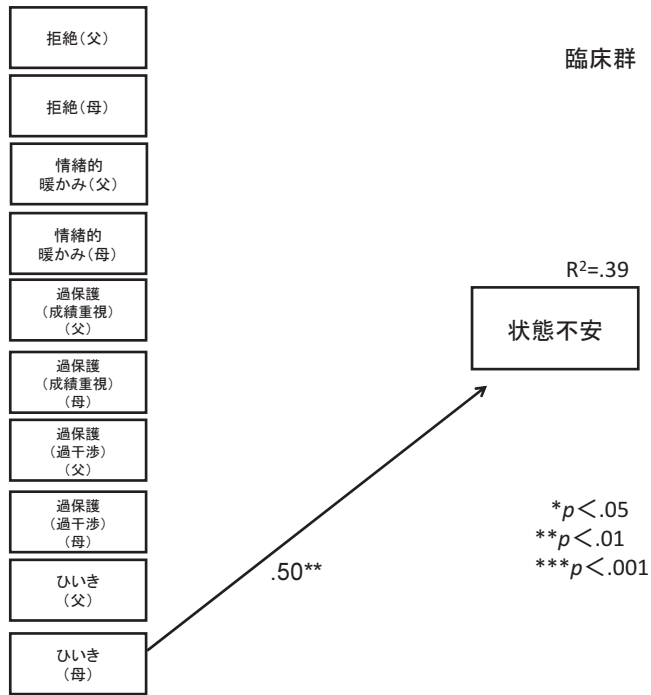 拒絶(父)
臨床群
拒絶(母)
情緒的
暖かみ(父)
情緒的
暖かみ(母)
過保護
(成績重視)
(父)
過保護
(成績重視)
(母)
過保護
(過干渉)
(父)
過保護
(過干渉)
(母)
ひいき
(父)
ひいき
(母)
.50**
R²=.39
状態不安
*p＜.05
**p＜.01
***p＜.001